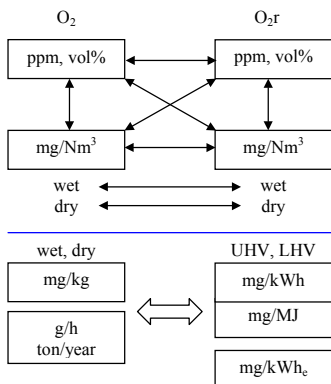 O₂ O₂r
ppm, vol% ppm, vol%
mg/Nm³ mg/Nm³
wet wet
dry dry
wet, dry UHV, LHV
mg/kg mg/kWh
mg/MJ
g/h
ton/year
mg/kWhₑ